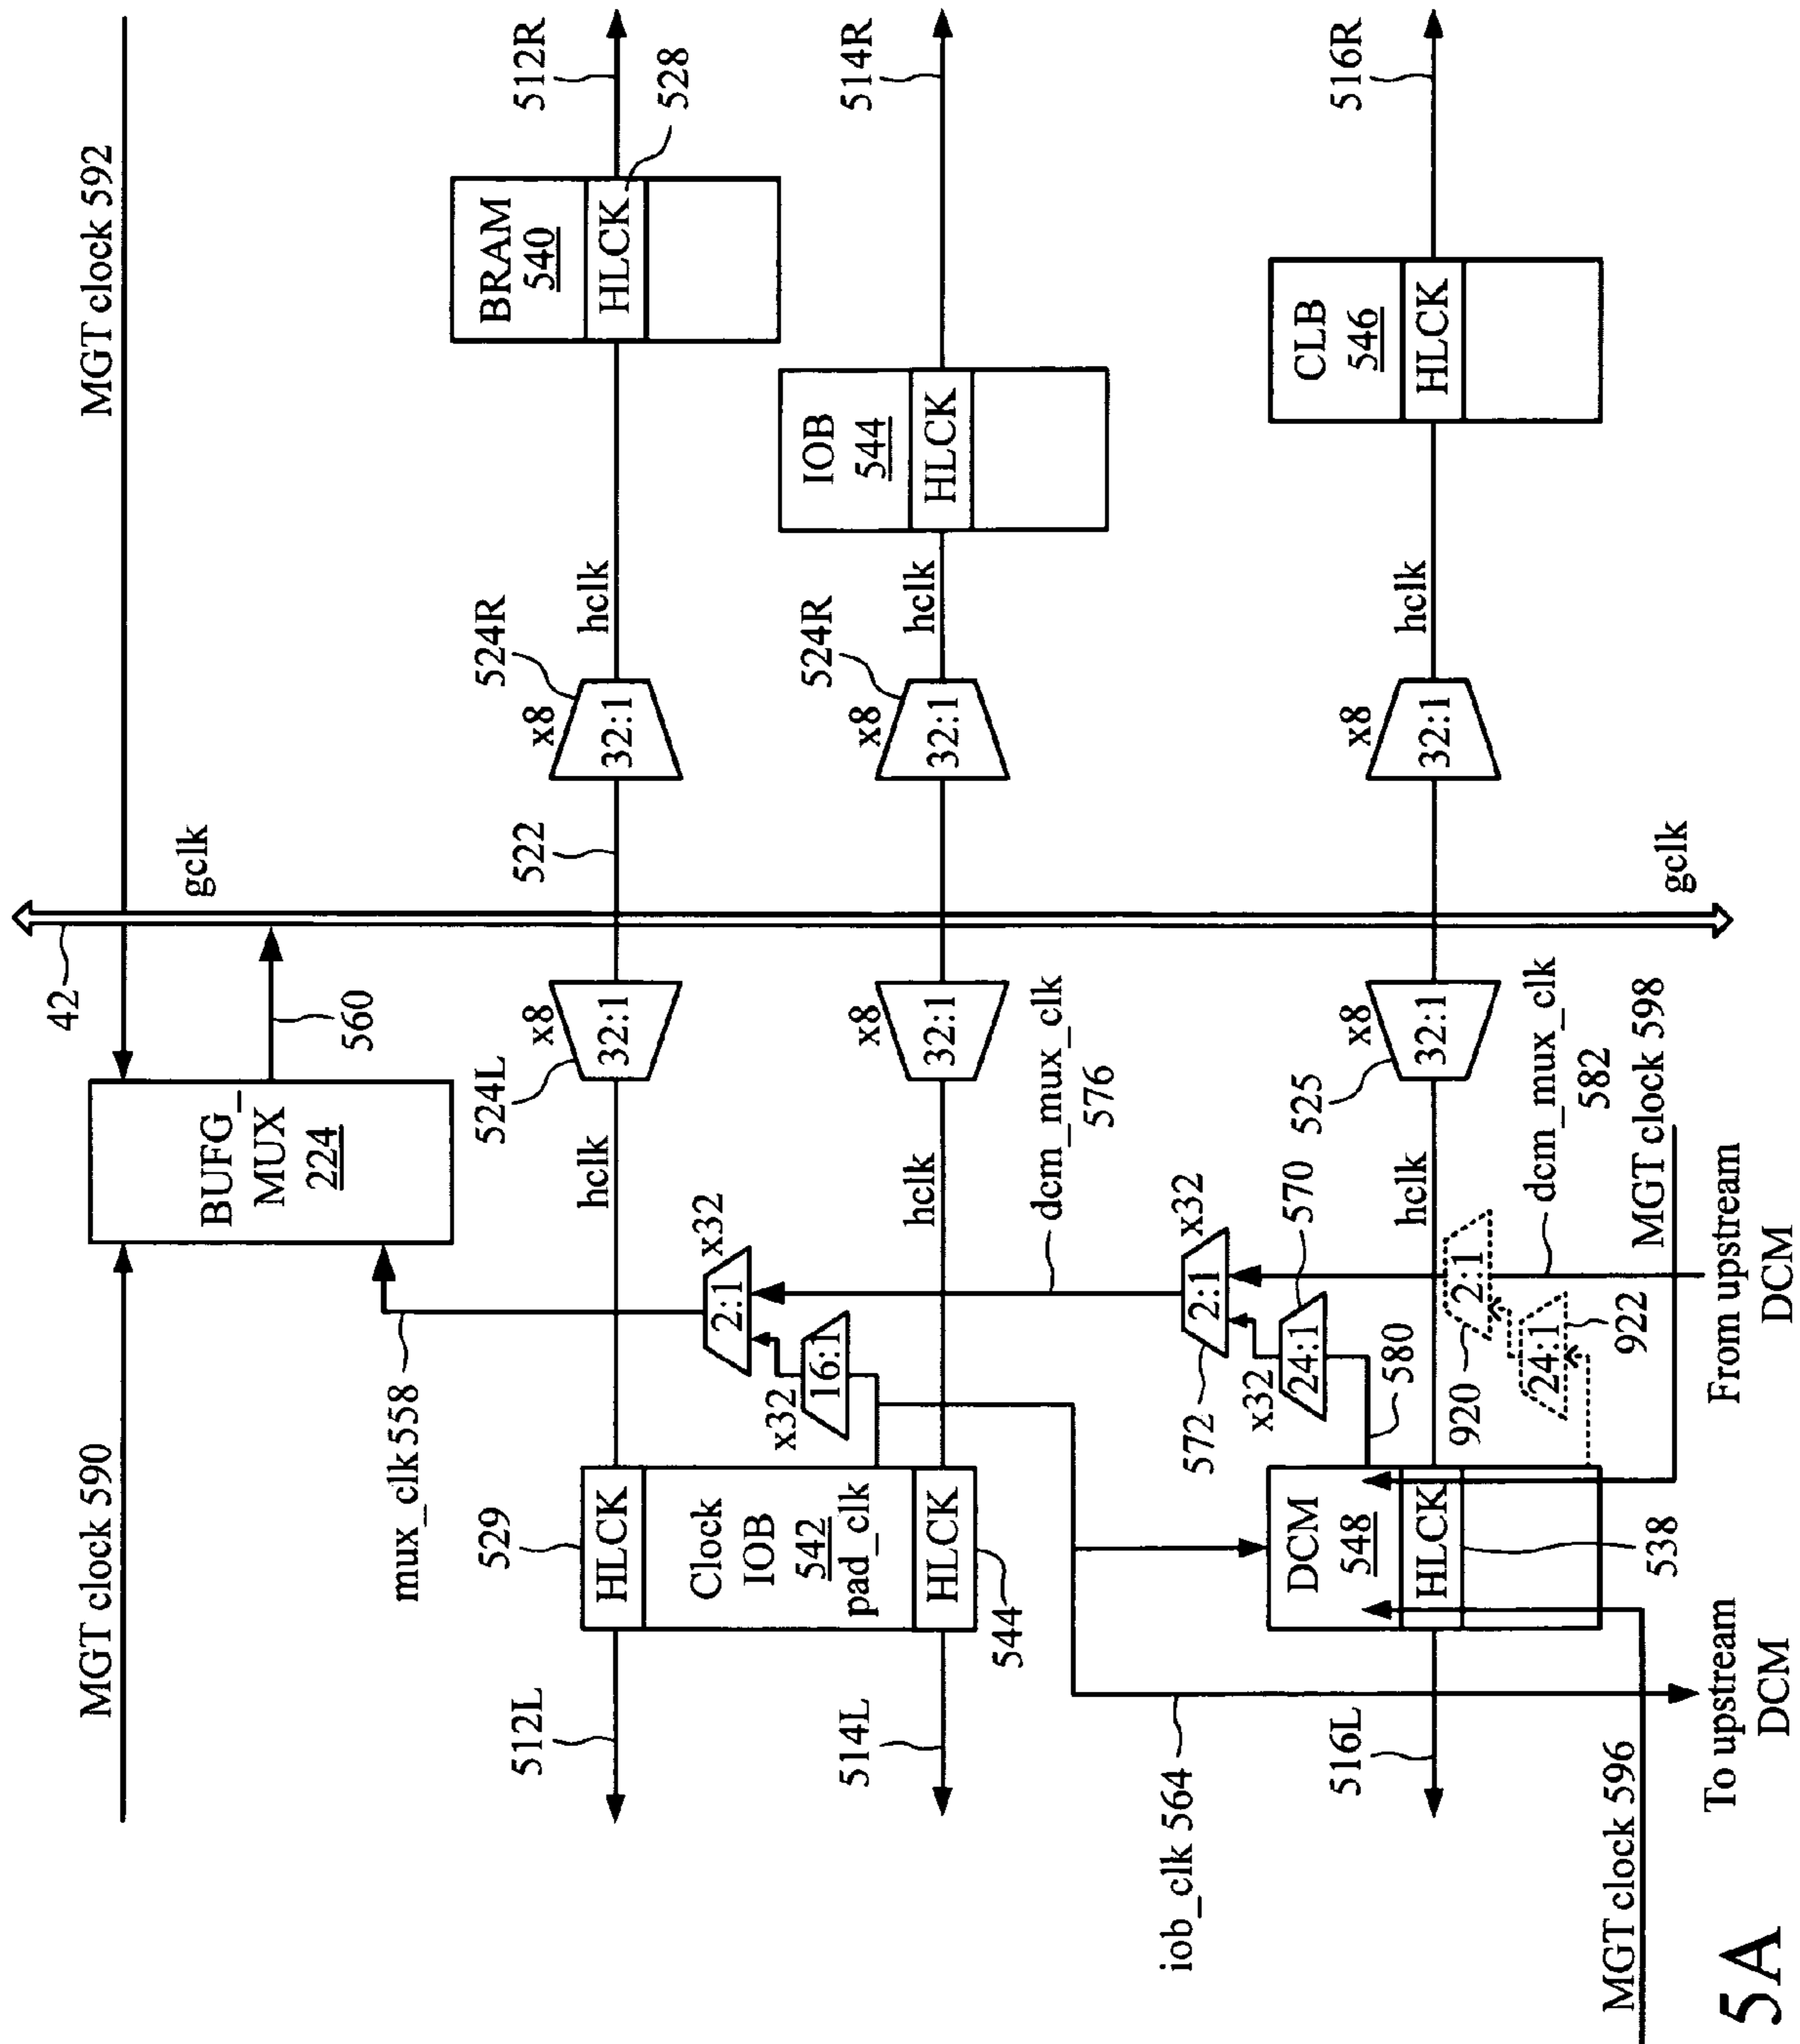 MGT clock 590
MGT clock 592
42
gclk
BUFG_
MUX
224
560
mux_clk 558
512L
529
HLCK
hclk
524L
x8
32:1
522
x8
32:1
524R
hclk
BRAM
540
HLCK
528
512R
Clock
IOB
542
pad_clk
x32
16:1
2:1
x32
514L
HLCK
544
hclk
x8
32:1
x8
32:1
524R
hclk
IOB
544
HLCK
514R
dcm_mux_clk
576
iob_clk 564
572
2:1
x32
x32
24:1
570
580
516L
DCM
548
HLCK
538
hclk
525
x8
32:1
x8
32:1
hclk
CLB
546
HLCK
516R
920
2:1
24:1
922
dcm_mux_clk
582
MGT clock 598
gclk
MGT clock 596
To upstream
DCM
From upstream
DCM
5A